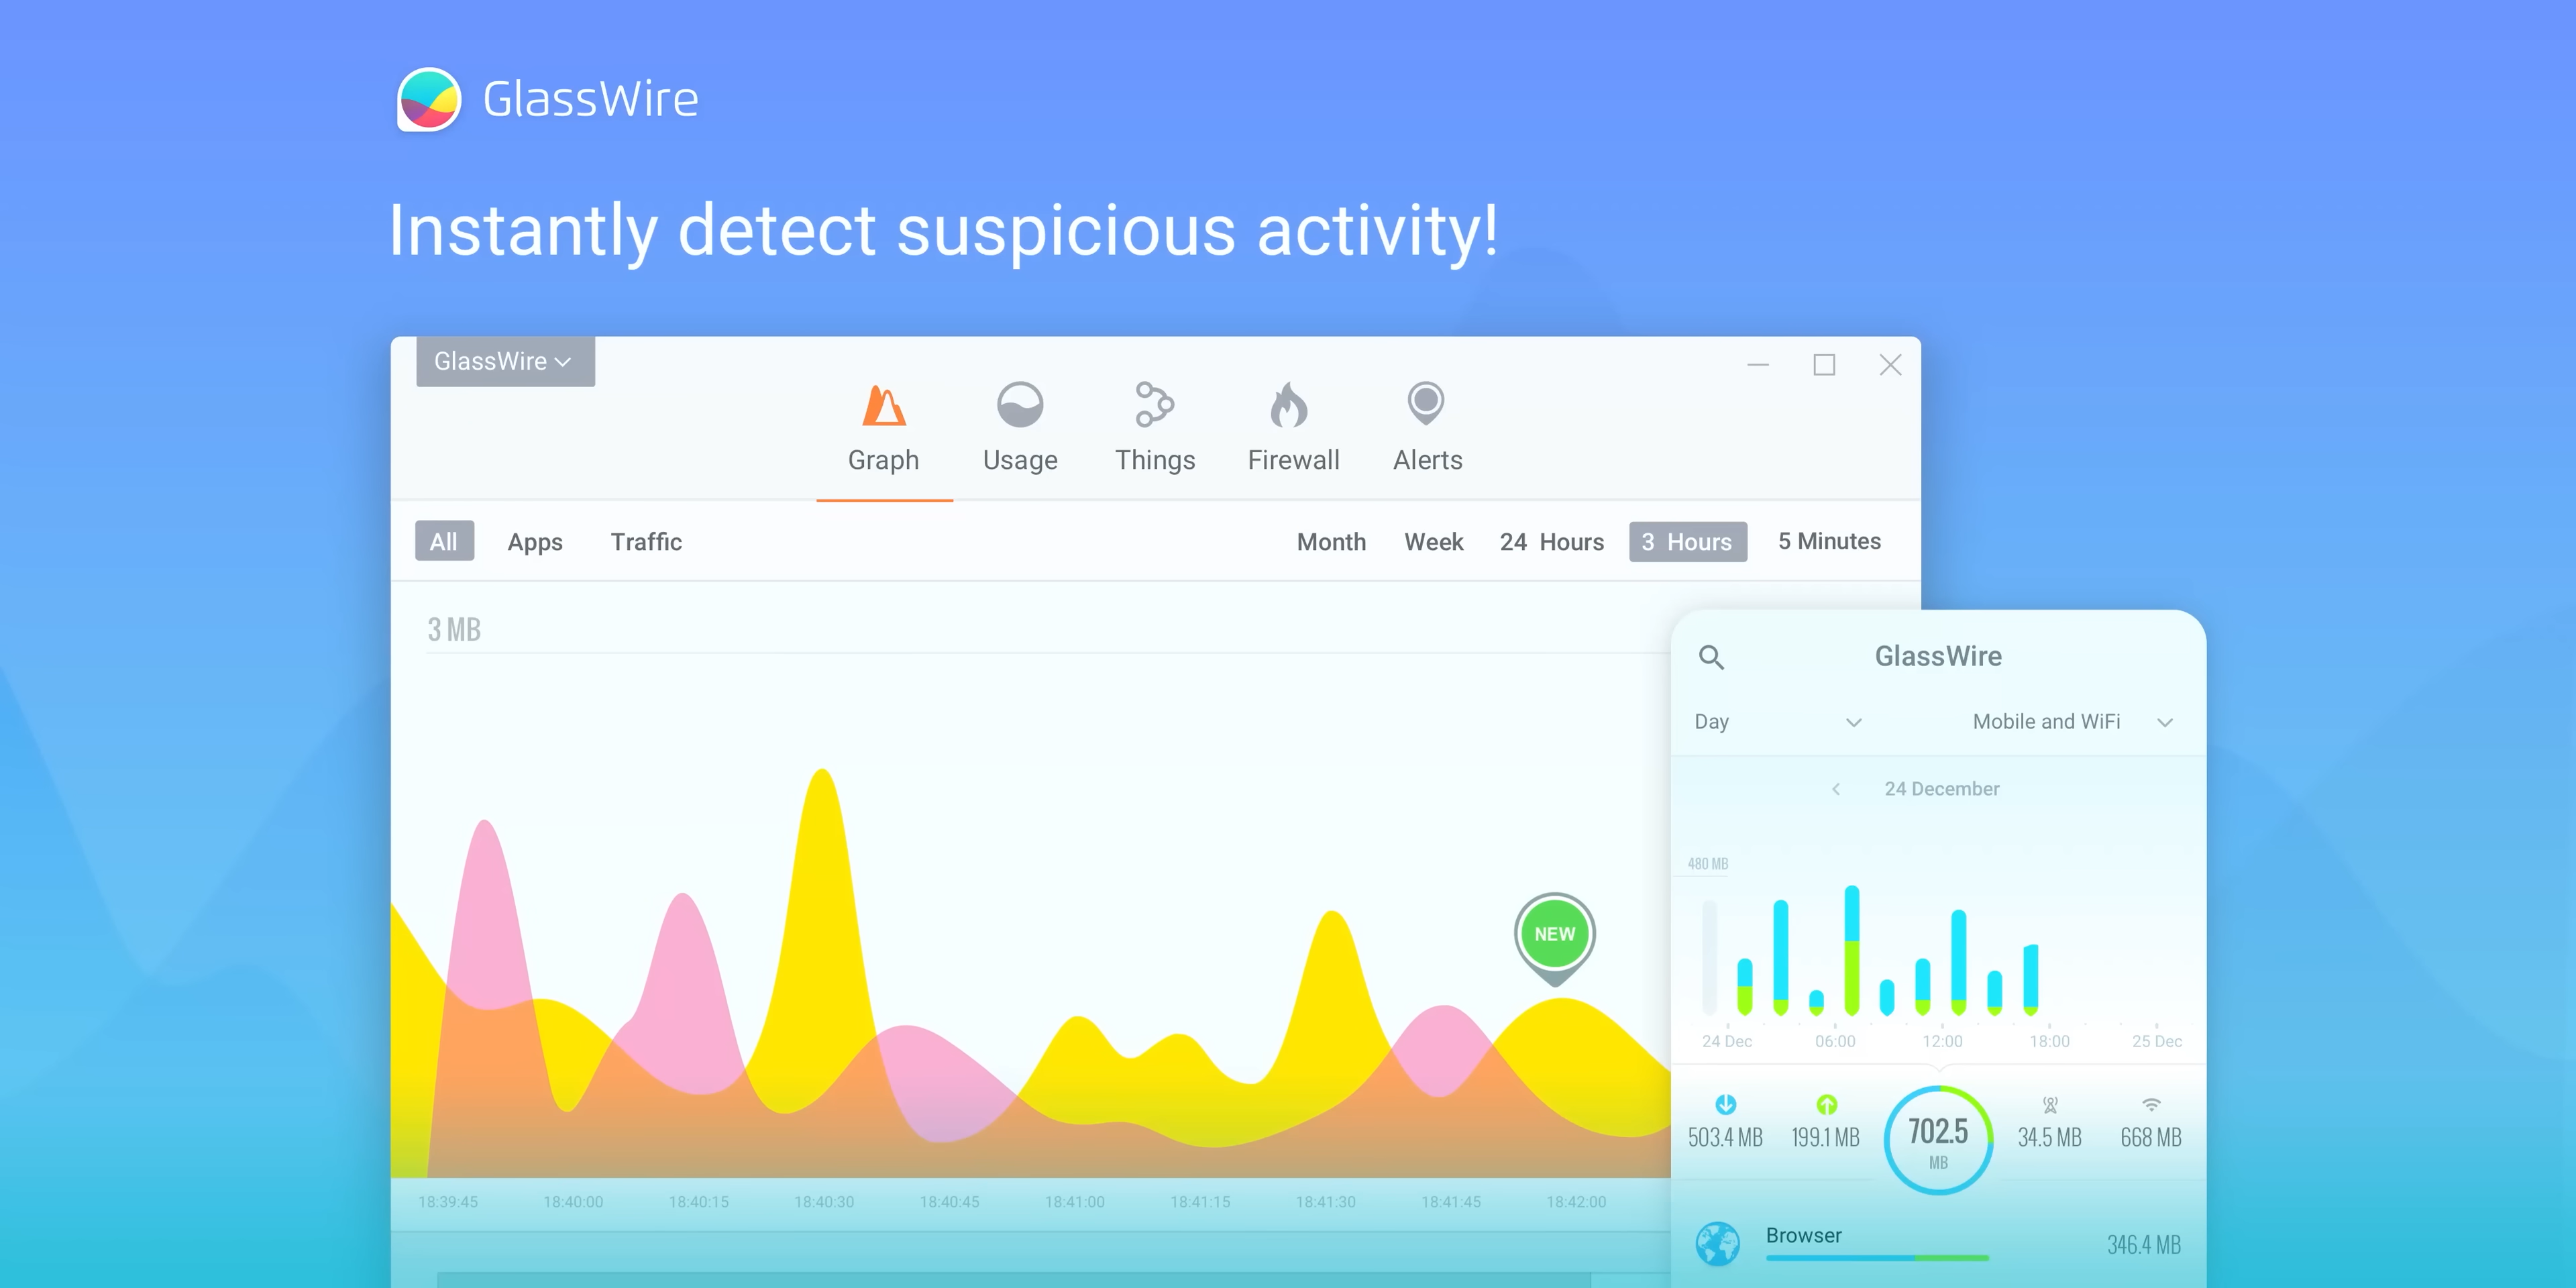 GlassWire
Instantly detect suspicious activity!
GlassWire
Graph Usage Things Firewall Alerts
All Apps Traffic Month Week 24 Hours 3 Hours 5 Minutes
3 MB
NEW
18:39:45 18:40:00 18:40:15 18:40:30 18:40:45 18:41:00 18:41:15 18:41:30 18:41:45 18:42:00
GlassWire
Day Mobile and WiFi
24 December
480 MB
24 Dec 06:00 12:00 18:00 25 Dec
503.4 MB 199.1 MB 702.5 MB 34.5 MB 668 MB
Browser 346.4 MB